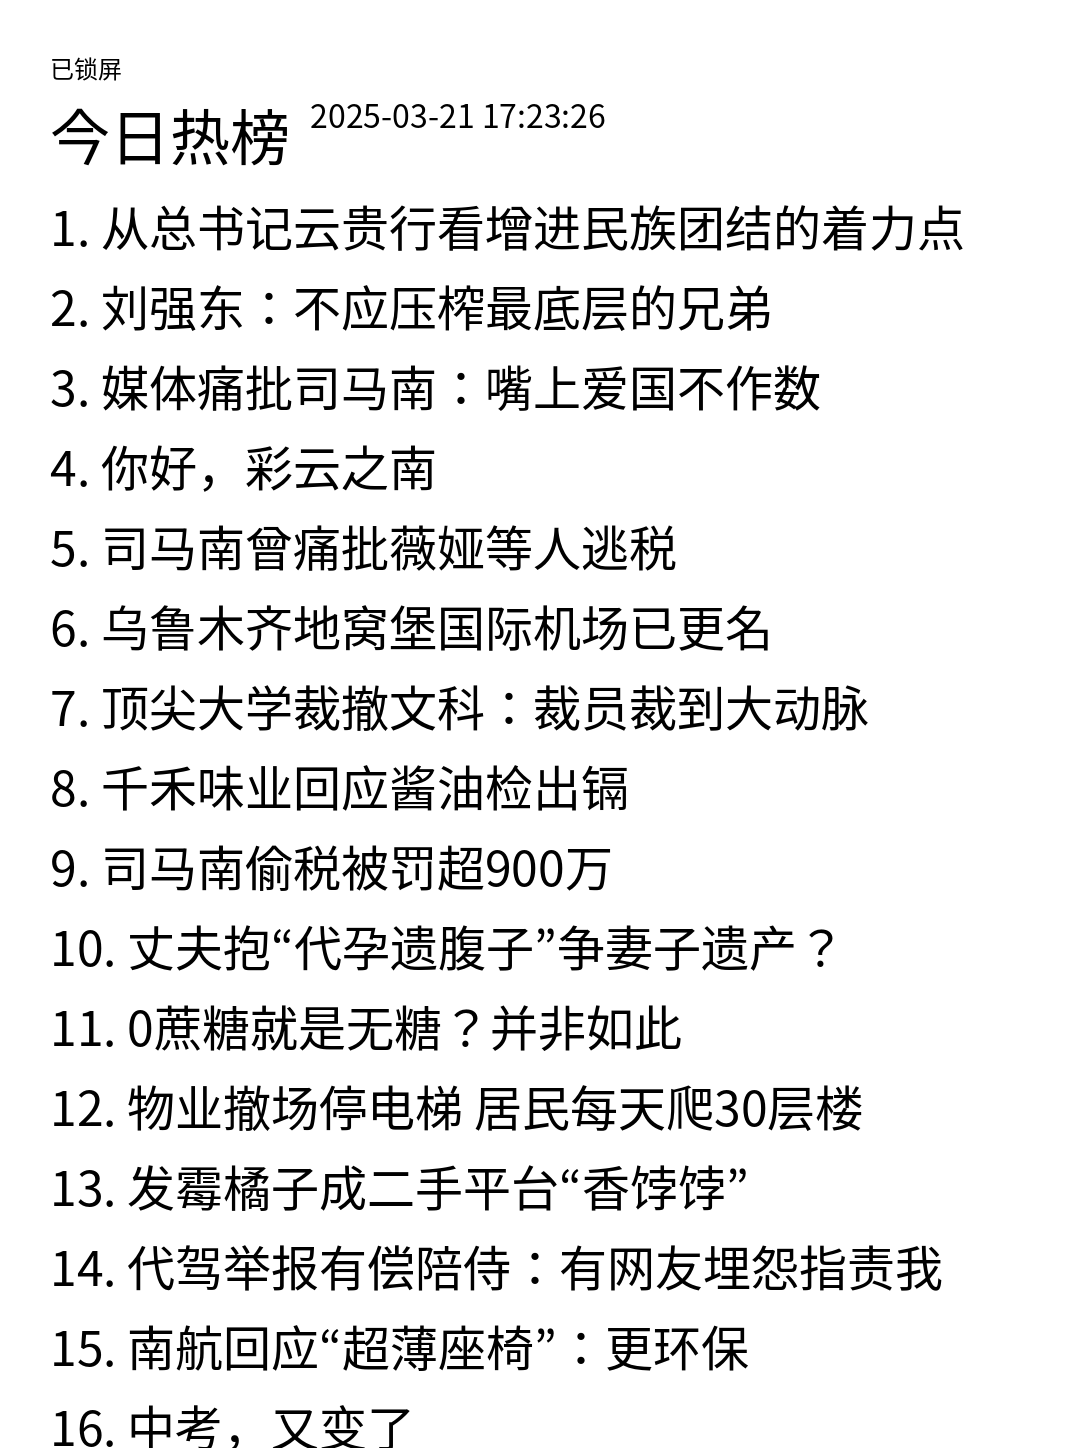 已锁屏
今日热榜 2025-03-21 17:23:26
1. 从总书记云贵行看增进民族团结的着力点
2. 刘强东：不应压榨最底层的兄弟
3. 媒体痛批司马南：嘴上爱国不作数
4. 你好，彩云之南
5. 司马南曾痛批薇娅等人逃税
6. 乌鲁木齐地窝堡国际机场已更名
7. 顶尖大学裁撤文科：裁员裁到大动脉
8. 千禾味业回应酱油检出镉
9. 司马南偷税被罚超900万
10. 丈夫抱“代孕遗腹子”争妻子遗产？
11. 0蔗糖就是无糖？并非如此
12. 物业撤场停电梯 居民每天爬30层楼
13. 发霉橘子成二手平台“香饽饽”
14. 代驾举报有偿陪侍：有网友埋怨指责我
15. 南航回应“超薄座椅”：更环保
16. 中考，又变了